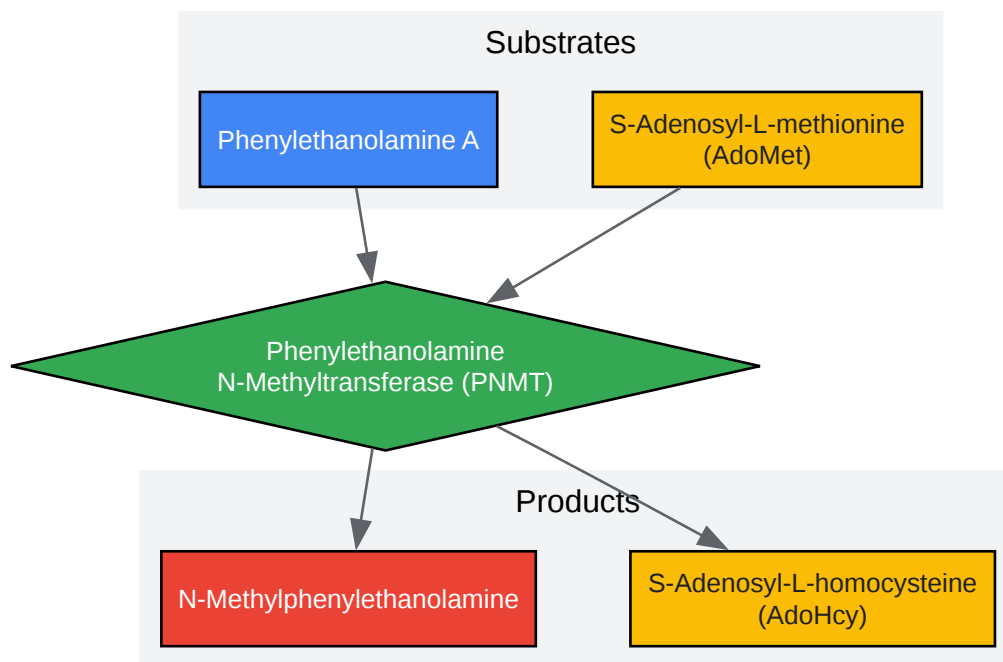 Substrates
Phenylethanolamine A
S-Adenosyl-L-methionine
(AdoMet)
Phenylethanolamine
N-Methyltransferase (PNMT)
Products
N-Methylphenylethanolamine
S-Adenosyl-L-homocysteine
(AdoHcy)